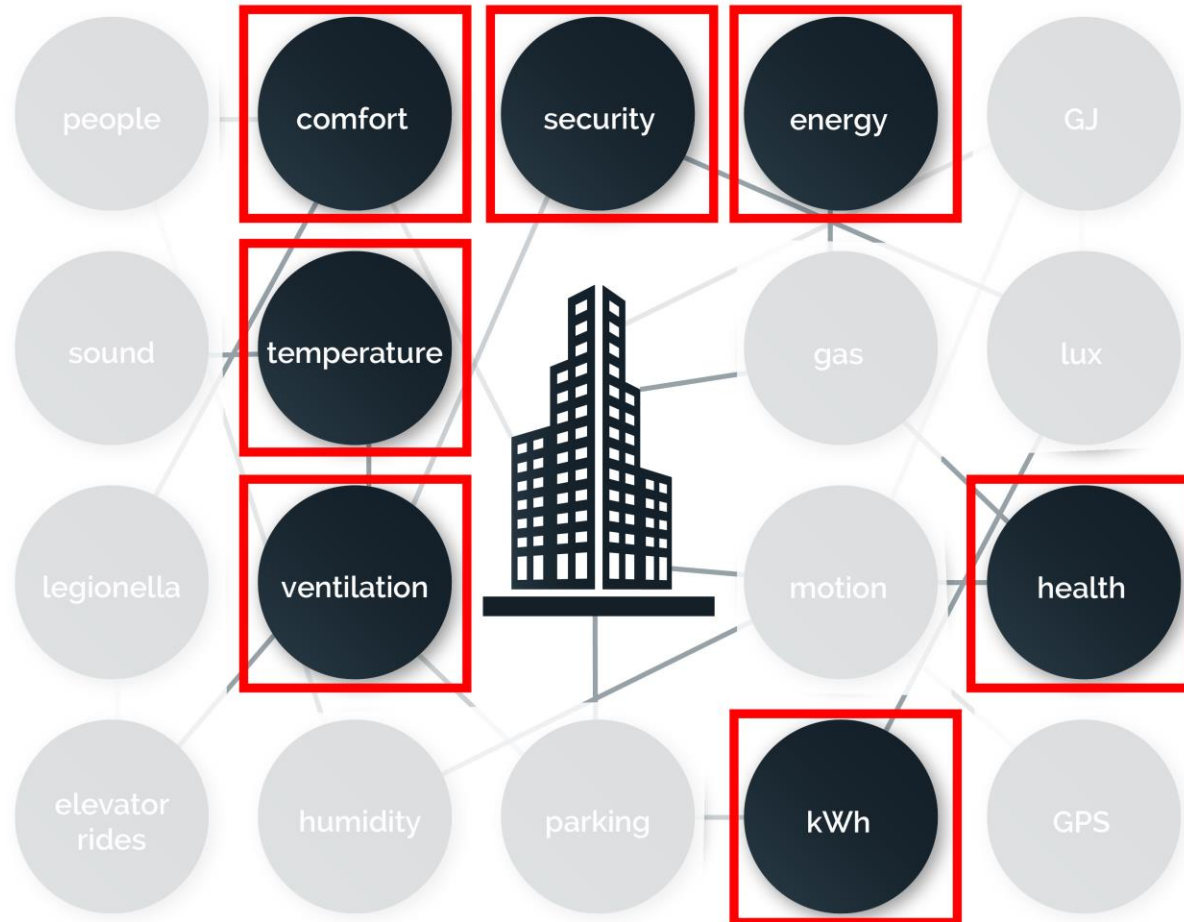 people
comfort
security
energy
GJ
sound
temperature
gas
lux
legionella
ventilation
motion
health
elevator
rides
humidity
parking
kWh
GPS